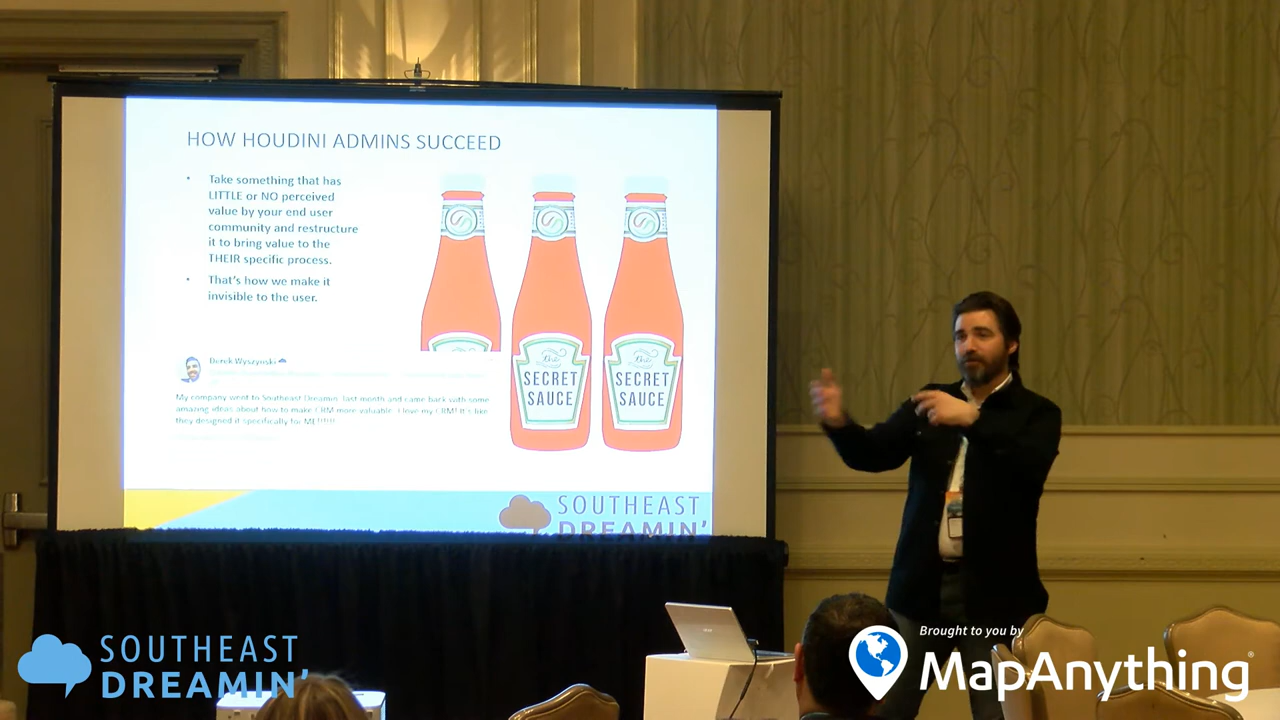 HOW HOUDINI ADMINS SUCCEED
• Take something that has
LITTLE or NO perceived
value by your end user
community and restructure
it to bring value to the
THEIR specific process.
• That's how we make it
invisible to the user.
Derek Wyszynski
My company went to Southeast Dreamin' last month and came back with some
amazing ideas about how to make CRM more valuable. I love my CRM! It's like
they designed it specifically for ME!!!!!!
SECRET
SAUCE
SECRET
SAUCE
SOUTHEAST
DREAMIN'
SOUTHEAST
DREAMIN'
Brought to you by
MapAnything®